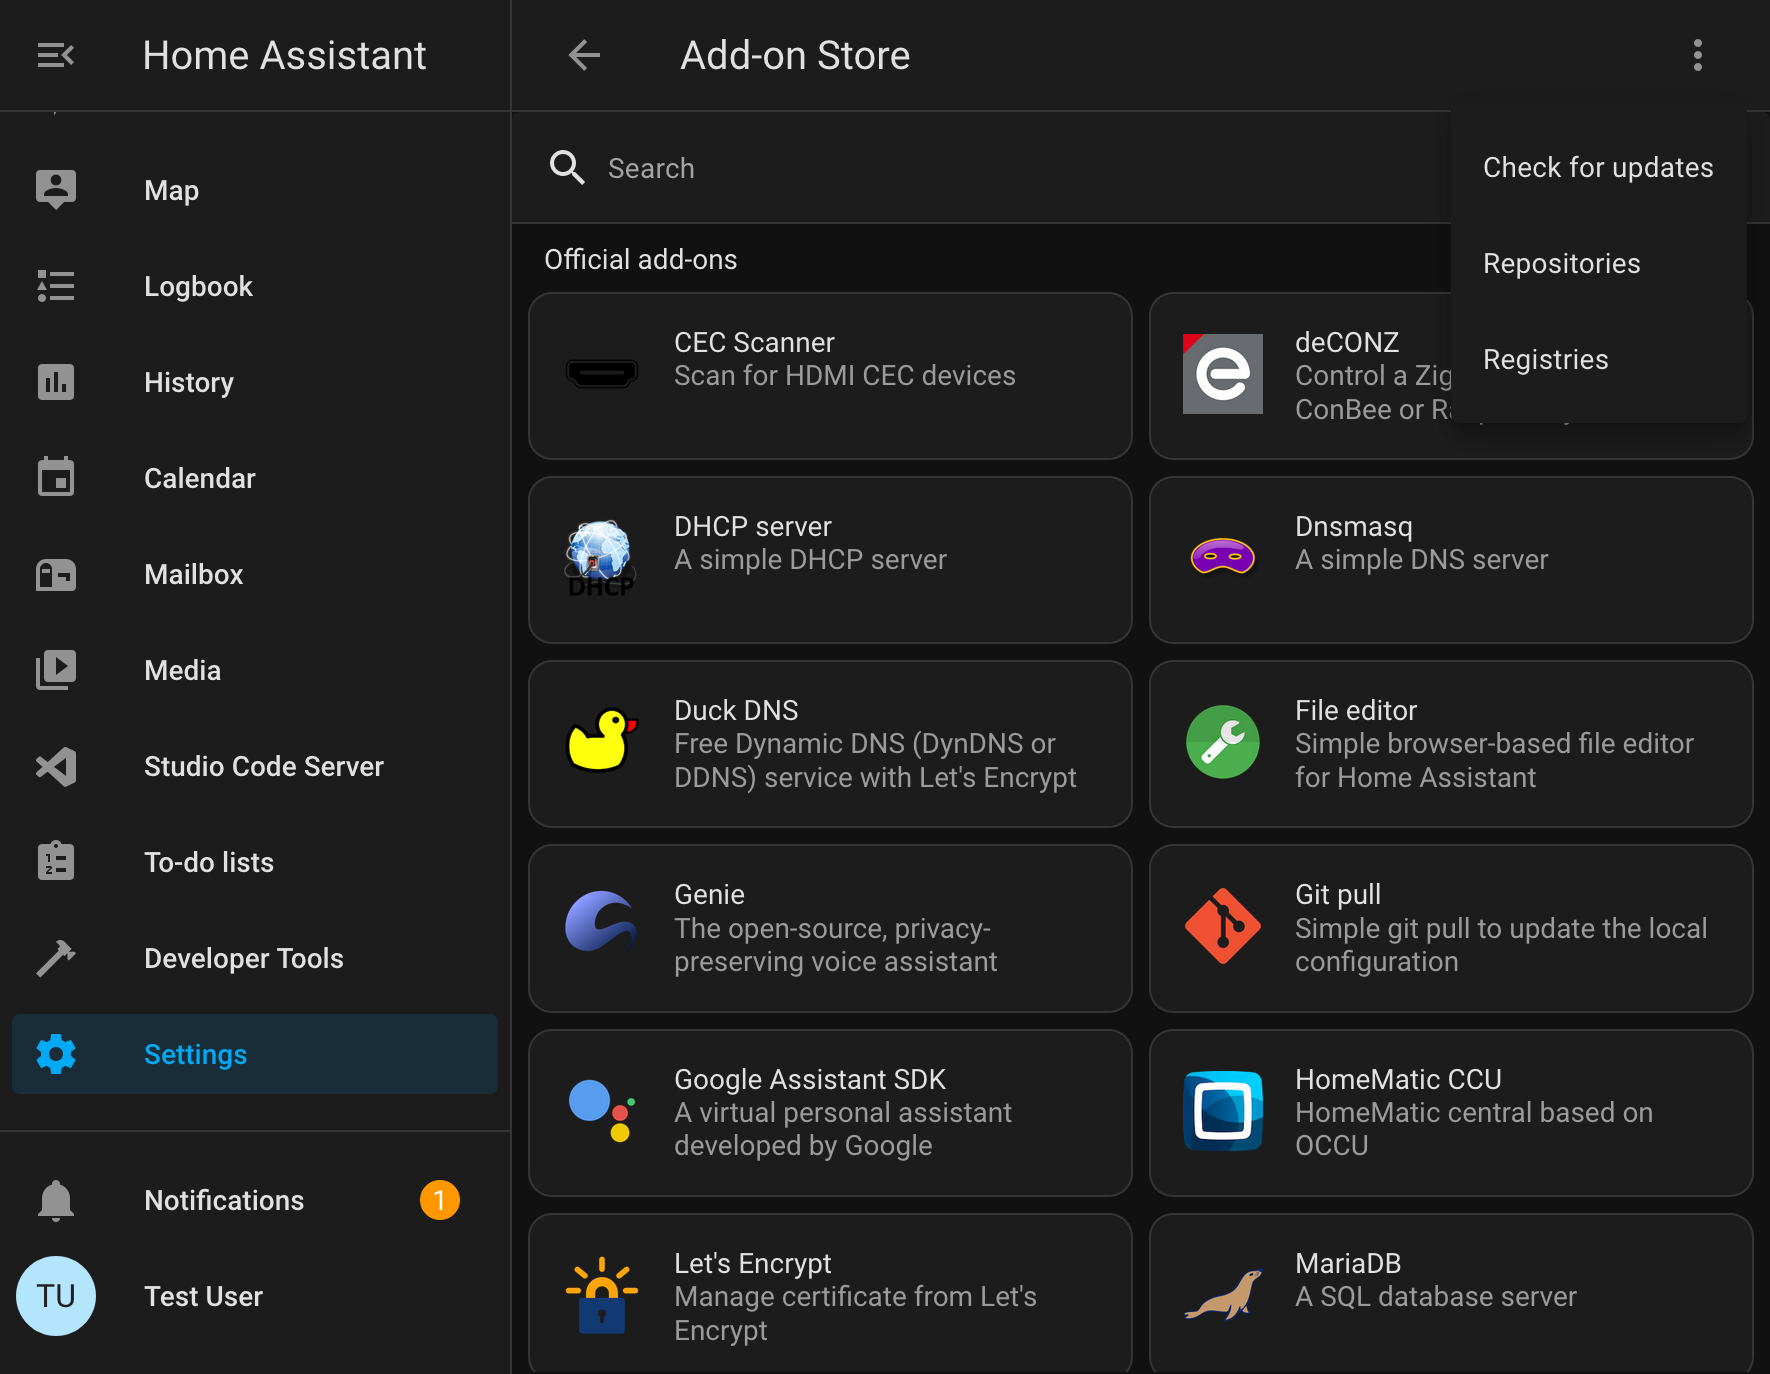 Home Assistant
Map
Logbook
History
Calendar
Mailbox
Media
Studio Code Server
To-do lists
Developer Tools
Settings
Notifications
1
TU
Test User
Add-on Store
Search
Check for updates
Repositories
Registries
Official add-ons
CEC Scanner
Scan for HDMI CEC devices
deCONZ
Control a Zig
ConBee or Ra
DHCP
DHCP server
A simple DHCP server
Dnsmasq
A simple DNS server
Duck DNS
Free Dynamic DNS (DynDNS or
DDNS) service with Let's Encrypt
File editor
Simple browser-based file editor
for Home Assistant
Genie
The open-source, privacy-
preserving voice assistant
Git pull
Simple git pull to update the local
configuration
Google Assistant SDK
A virtual personal assistant
developed by Google
HomeMatic CCU
HomeMatic central based on
OCCU
Let's Encrypt
Manage certificate from Let's
Encrypt
MariaDB
A SQL database server